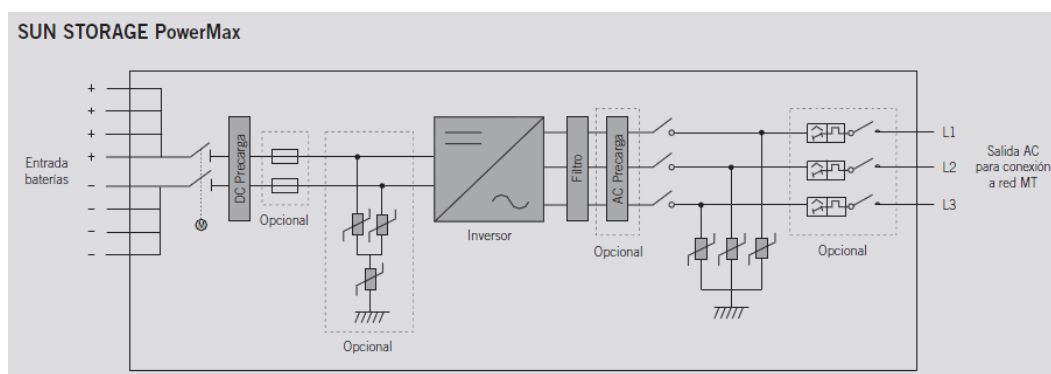 SUN STORAGE PowerMax
+
+
+
+
Entrada
baterías
-
-
-
-
M
DC Precarga
Opcional
Opcional
Inversor
Filtro
AC Precarga
Opcional
Opcional
L1
L2
L3
Salida AC
para conexión
a red MT